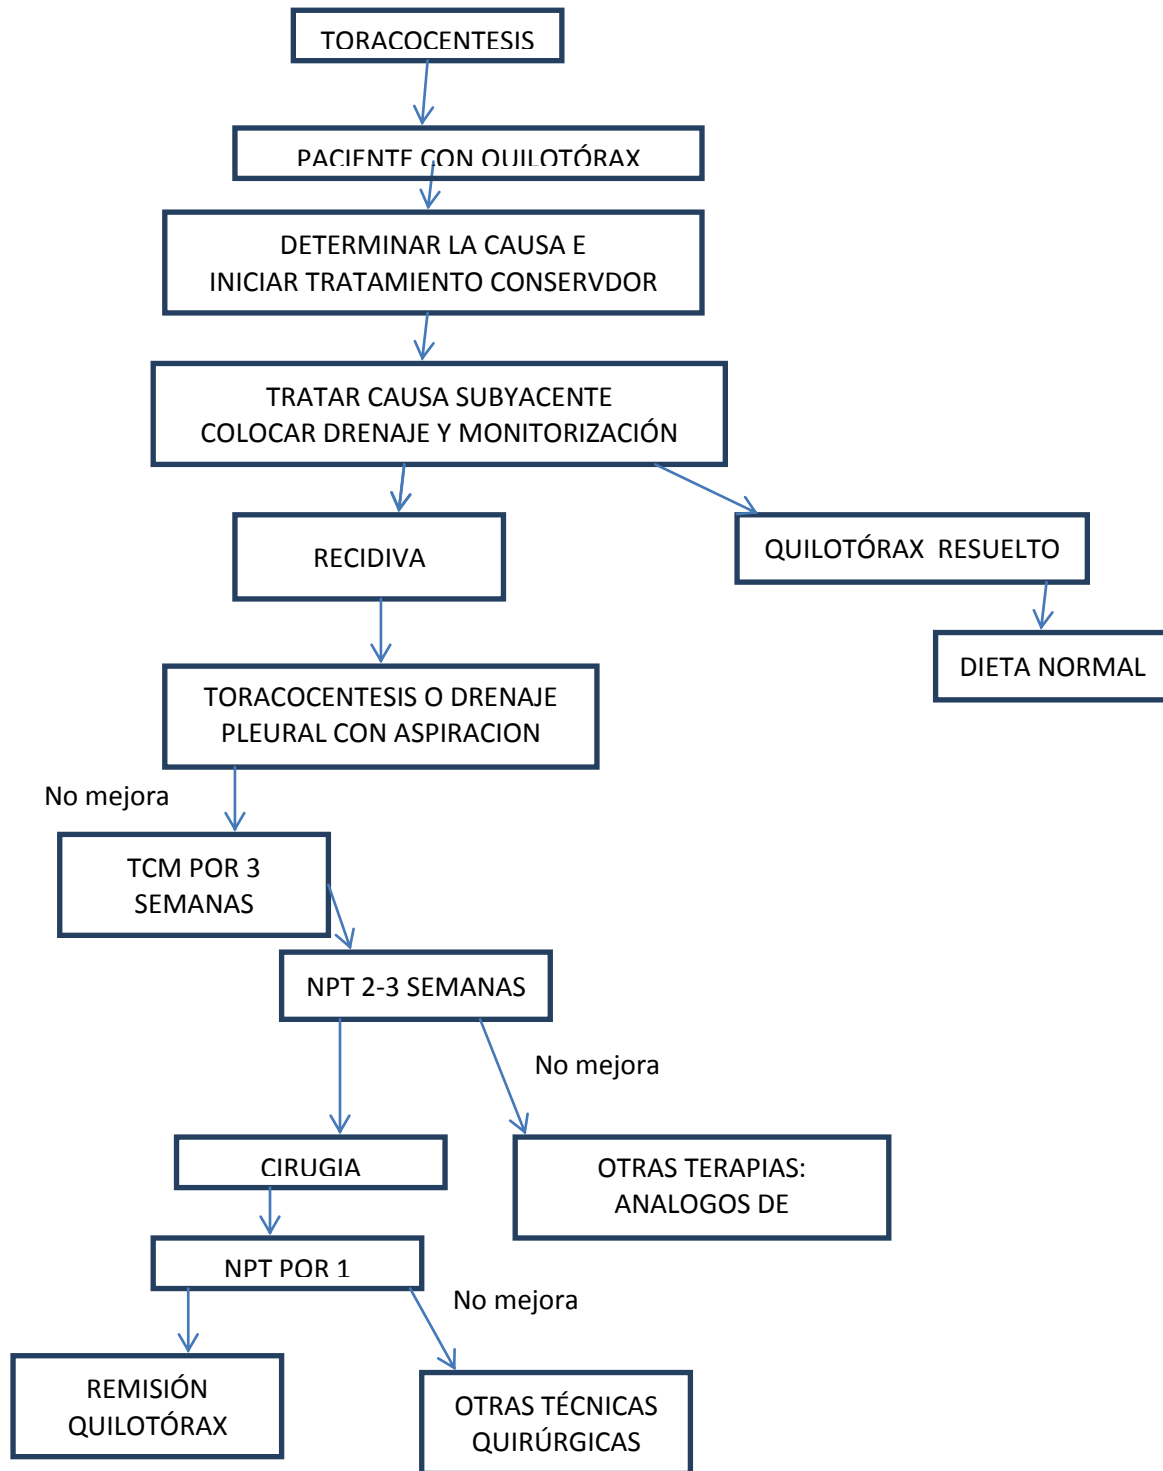 TORACOCENTESIS
PACIENTE CON QUILOTÓRAX
DETERMINAR LA CAUSA E
INICIAR TRATAMIENTO CONSERVDOR
TRATAR CAUSA SUBYACENTE
COLOCAR DRENAJE Y MONITORIZACIÓN
RECIDIVA
QUILOTÓRAX RESUELTO
DIETA NORMAL
TORACOCENTESIS O DRENAJE
PLEURAL CON ASPIRACION
No mejora
TCM POR 3
SEMANAS
NPT 2-3 SEMANAS
No mejora
CIRUGIA
OTRAS TERAPIAS:
ANALOGOS DE
NPT POR 1
No mejora
REMISIÓN
QUILOTÓRAX
OTRAS TÉCNICAS
QUIRÚRGICAS